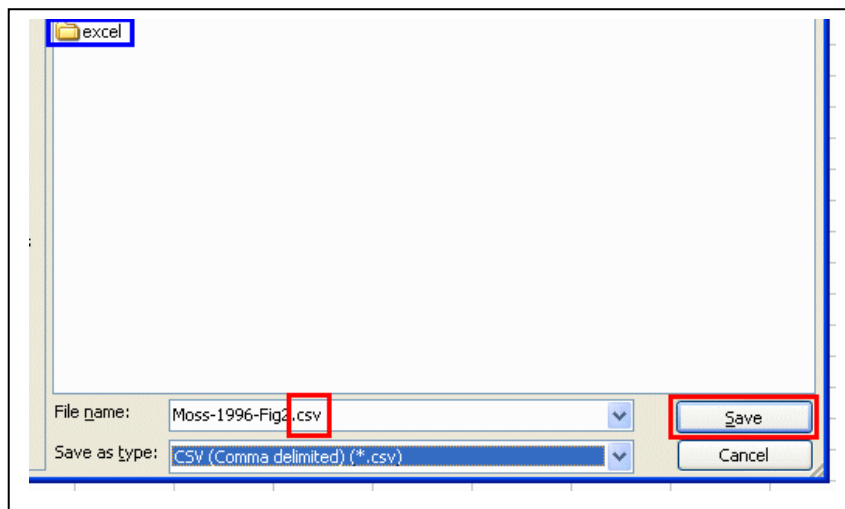 excel
File name: Moss-1996-Fig2.csv Save
Save as type: CSV (Comma delimited) (*.csv) Cancel